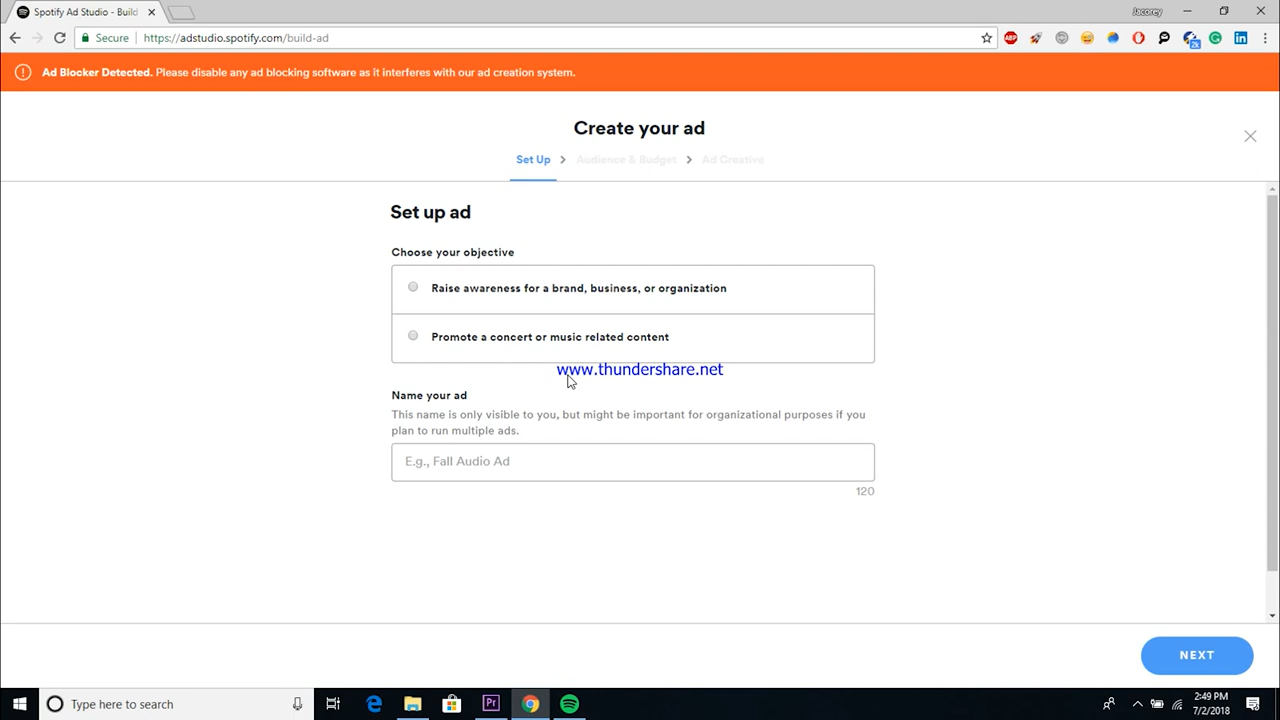 Spotify Ad Studio - Build
Jacorey
Secure
https://adstudio.spotify.com/build-ad
ABP
2k
Ad Blocker Detected. Please disable any ad blocking software as it interferes with our ad creation system.
Create your ad
Set Up > Audience & Budget > Ad Creative
Set up ad
Choose your objective
Raise awareness for a brand, business, or organization
Promote a concert or music related content
www.thundershare.net
Name your ad
This name is only visible to you, but might be important for organizational purposes if you
plan to run multiple ads.
E.g., Fall Audio Ad
120
NEXT
Type here to search
Pr
2:49 PM
7/2/2018